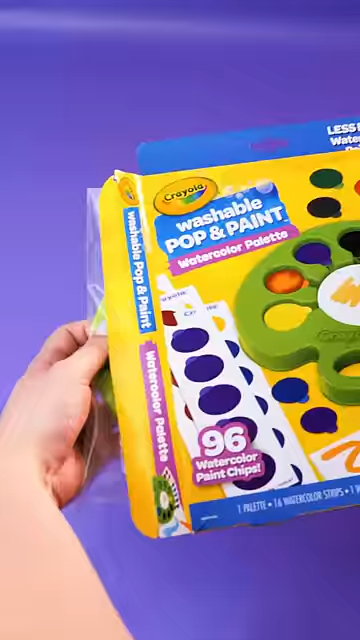 LESS
Crayola
washable
POP & PAINT
Watercolor Palette
washable Pop & Paint
Watercolor Palette
96
Watercolor
Paint Chips!
1 PALETTE • 16 WATERCOLOR STRIPS • 1